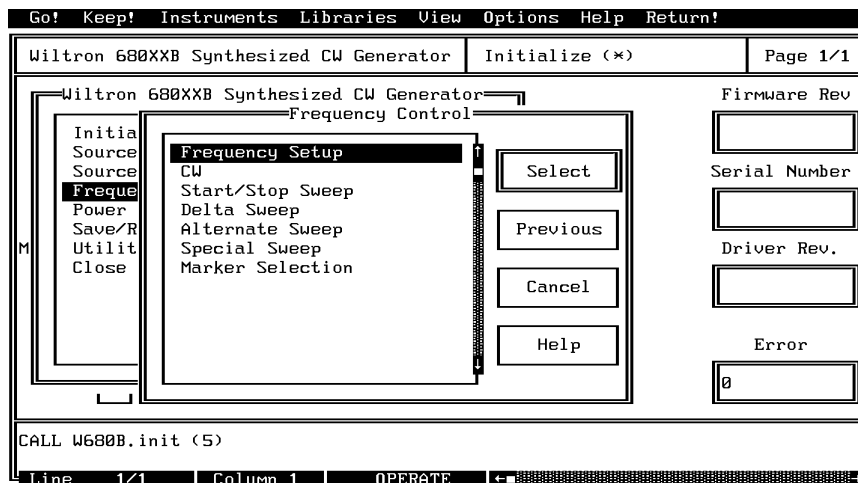 Go! Keep! Instruments Libraries View Options Help Return!
Wiltron 680XXB Synthesized CW Generator Initialize (*) Page 1/1
Wiltron 680XXB Synthesized CW Generator
Frequency Control
Firmware Rev
Initia
Source
Source
Freque
Power
Save/R
Utilit
Close
M
Frequency Setup
CW
Start/Stop Sweep
Delta Sweep
Alternate Sweep
Special Sweep
Marker Selection
Select
Previous
Cancel
Help
Serial Number
Driver Rev.
Error
0
CALL W680B.init (5)
Line 1/1 Column 1 OPERATE